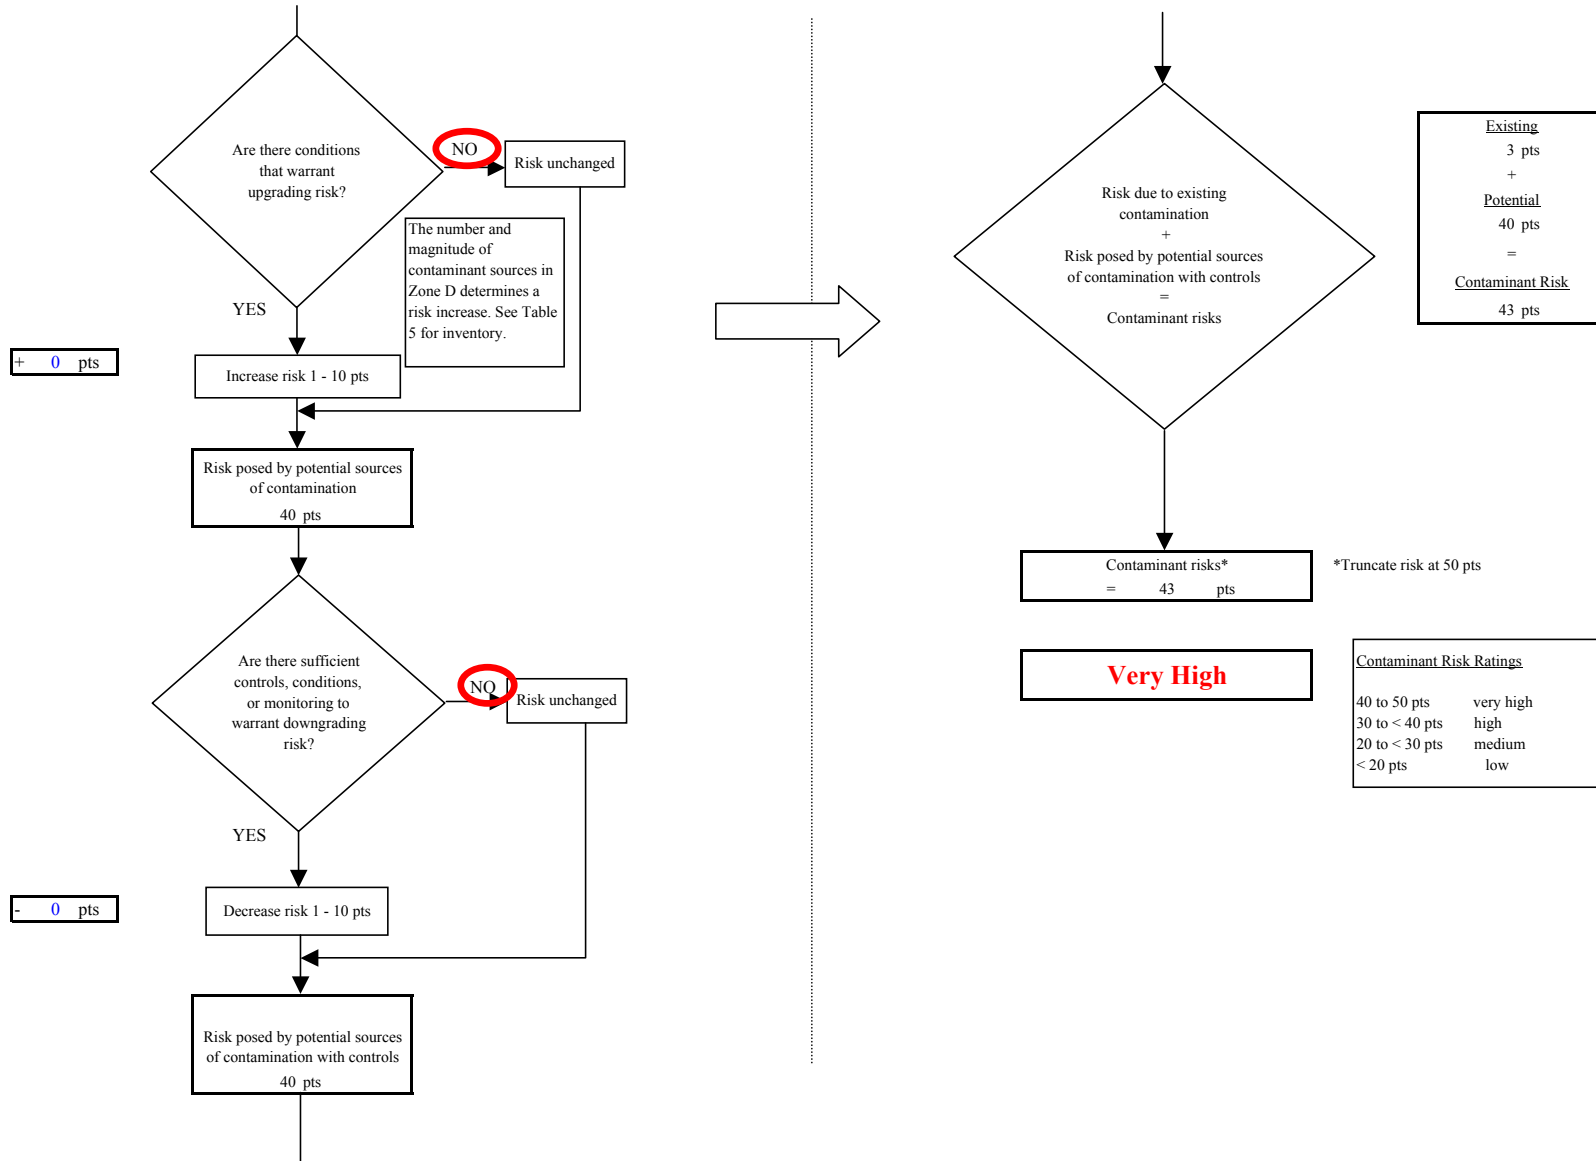 Are there conditions
that warrant
upgrading risk?
NO
Risk unchanged
The number and
magnitude of
contaminant sources in
Zone D determines a
risk increase. See Table
5 for inventory.
YES
+ 0 pts
Increase risk 1 - 10 pts
Risk posed by potential sources
of contamination
40 pts
Are there sufficient
controls, conditions,
or monitoring to
warrant downgrading
risk?
NO
Risk unchanged
YES
- 0 pts
Decrease risk 1 - 10 pts
Risk posed by potential sources
of contamination with controls
40 pts
Risk due to existing
contamination
+
Risk posed by potential sources
of contamination with controls
=
Contaminant risks
Existing
3 pts
+
Potential
40 pts
=
Contaminant Risk
43 pts
Contaminant risks*
= 43 pts
*Truncate risk at 50 pts
Very High
Contaminant Risk Ratings
40 to 50 pts very high
30 to < 40 pts high
20 to < 30 pts medium
< 20 pts low